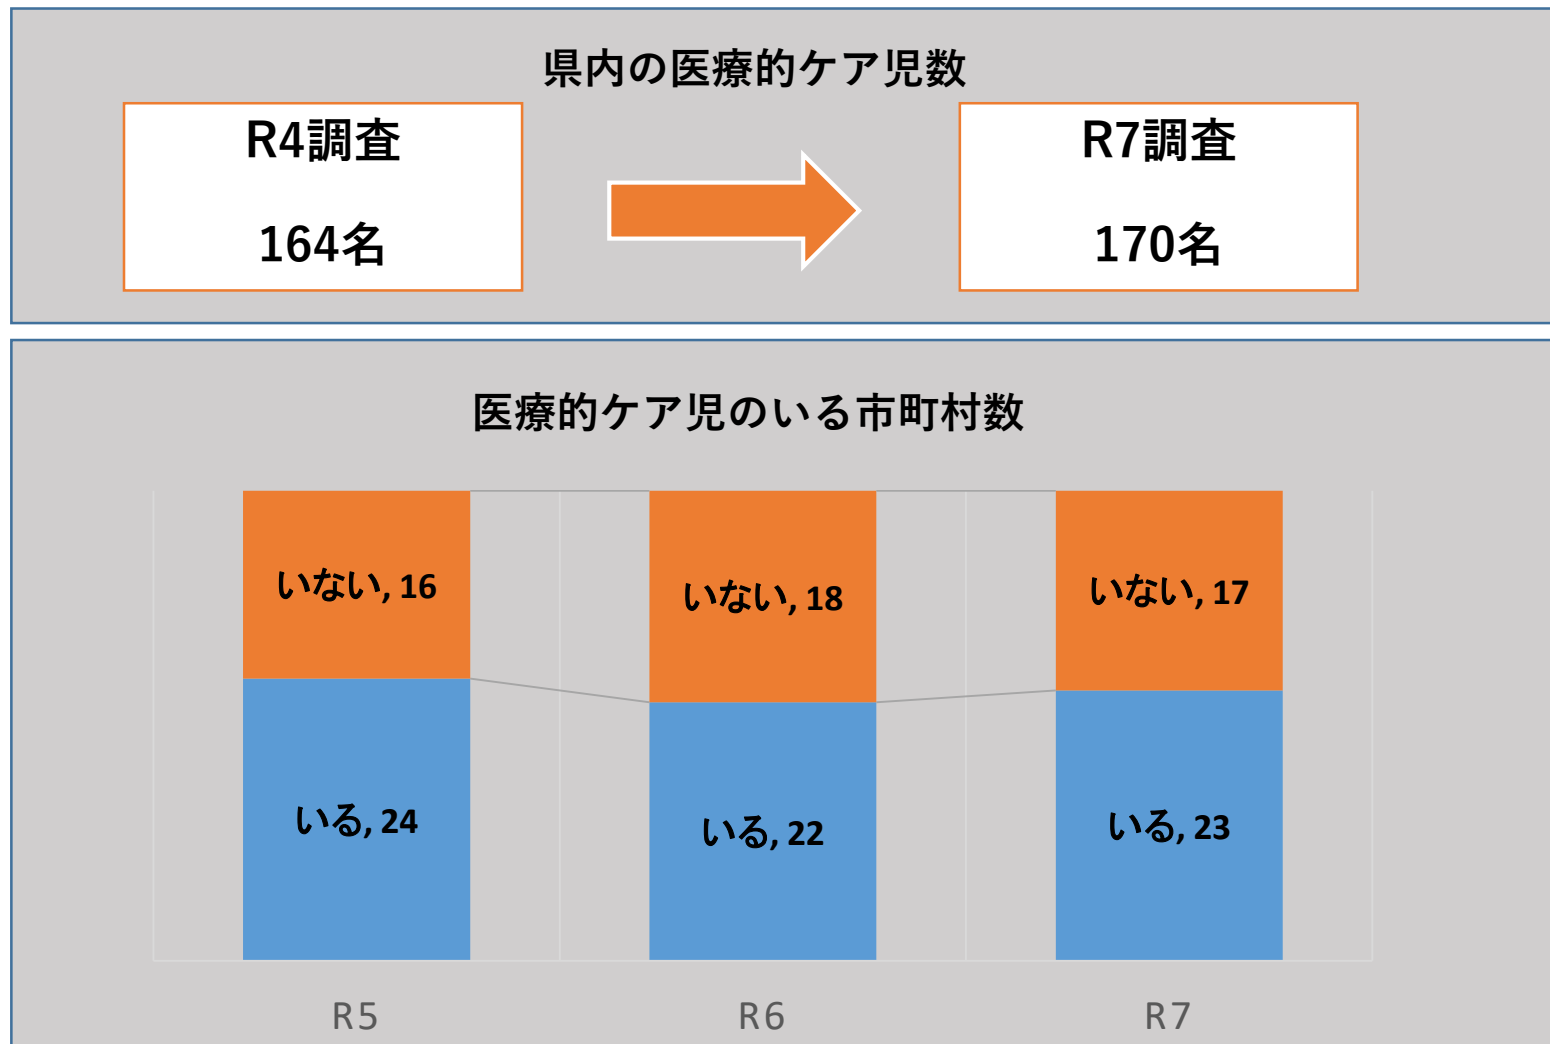 県内の医療的ケア児数
R4調査
164名
R7調査
170名
医療的ケア児のいる市町村数
いない, 16
いない, 18
いない, 17
いる, 24
いる, 22
いる, 23
R5
R6
R7